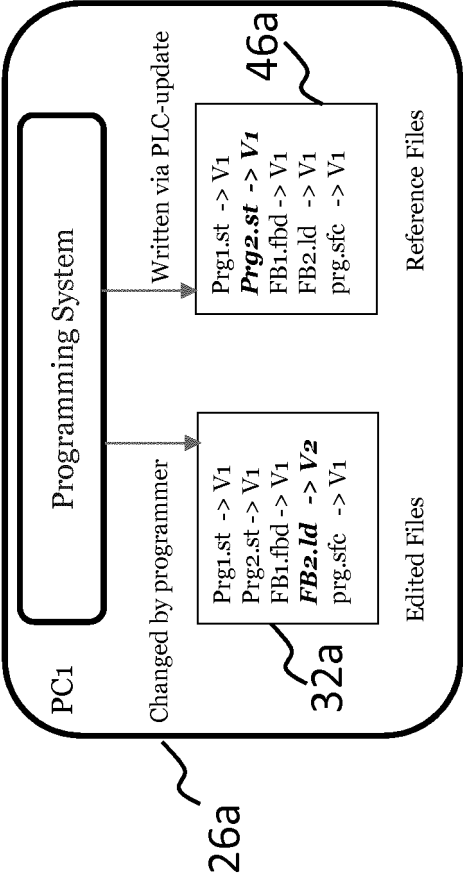 PC1
Programming System
Changed by programmer
Written via PLC-update
Prg1.st -> V1
Prg2.st -> V1
FB1.fbd -> V1
FB2.ld -> V2
prg.sfc -> V1
Prg1.st -> V1
Prg2.st -> V1
FB1.fbd -> V1
FB2.ld -> V1
prg.sfc -> V1
Edited Files
Reference Files
26a
32a
46a